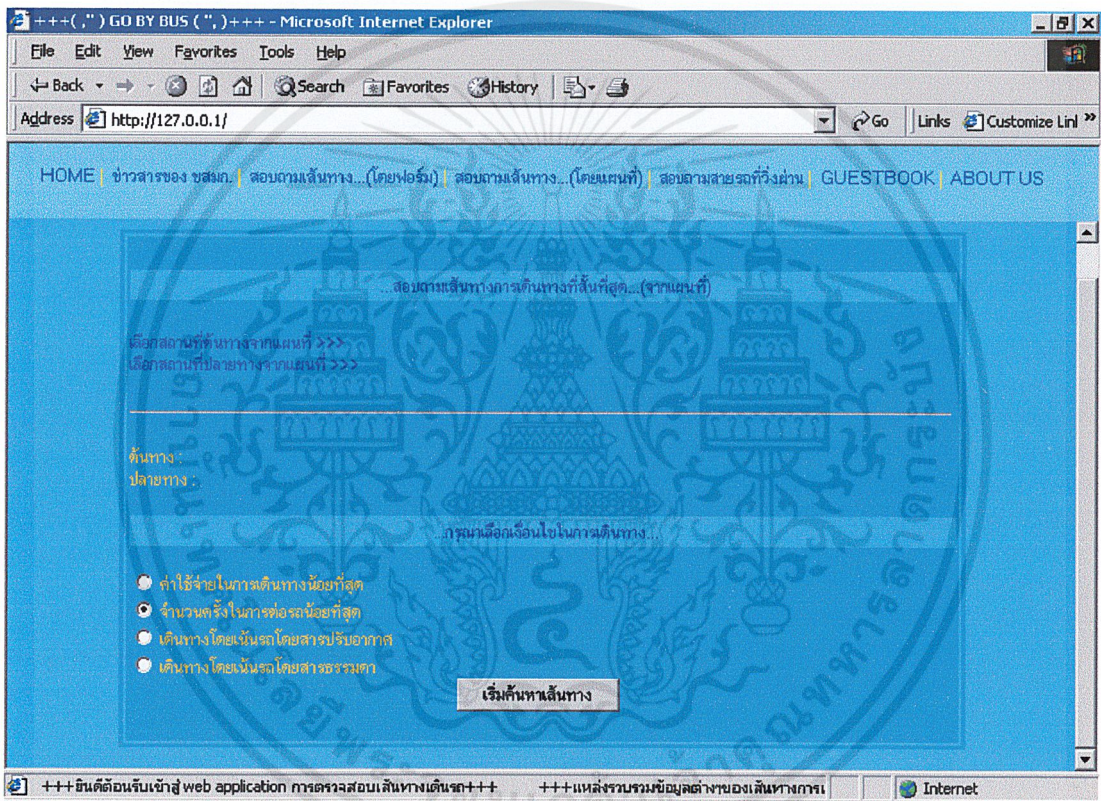 +++( ,'' ) GO BY BUS ( '', )+++ - Microsoft Internet Explorer
File Edit View Favorites Tools Help
Back Search Favorites History
Address http://127.0.0.1/ Go Links Customize Linl »
HOME | ข่าวสารของ ขสมก. | สอบถามเส้นทาง...(โดยฟอร์ม) | สอบถามเส้นทาง...(โดยแผนที่) | สอบถามสายรถที่วิ่งผ่าน | GUESTBOOK | ABOUT US
...สอบถามเส้นทางการเดินทางที่สั้นที่สุด...(จากแผนที่)
เลือกสถานที่ต้นทางจากแผนที่ >>>
เลือกสถานที่ปลายทางจากแผนที่ >>>
ต้นทาง :
ปลายทาง :
...กรุณาเลือกเงื่อนไขในการเดินทาง...
ค่าใช้จ่ายในการเดินทางน้อยที่สุด
จำนวนครั้งในการต่อรถน้อยที่สุด
เดินทางโดยเน้นรถโดยสารปรับอากาศ
เดินทางโดยเน้นรถโดยสารธรรมดา
เริ่มค้นหาเส้นทาง
+++ยินดีต้อนรับเข้าสู่ web application การตรวจสอบเส้นทางเดินรถ+++ +++แหล่งรวบรวมข้อมูลต่างๆของเส้นทางการเ
Internet